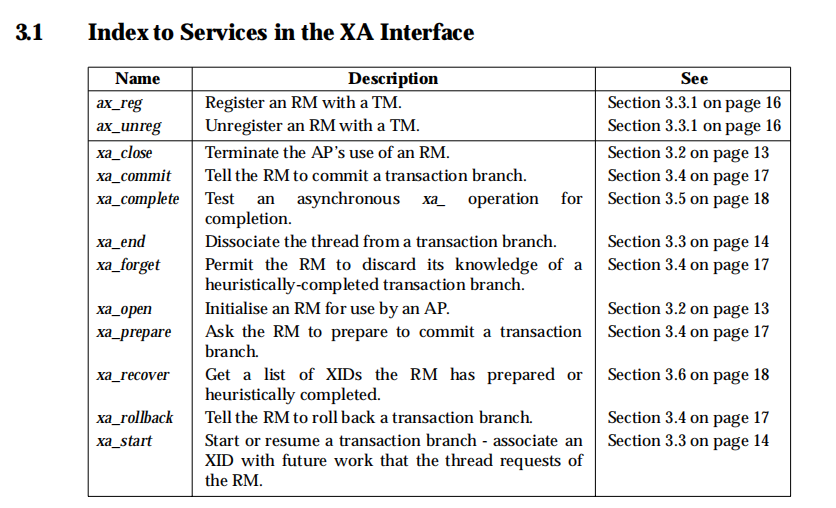 3.1 Index to Services in the XA Interface
Name Description See
ax_reg Register an RM with a TM. Section 3.3.1 on page 16
ax_unreg Unregister an RM with a TM. Section 3.3.1 on page 16
xa_close Terminate the AP's use of an RM. Section 3.2 on page 13
xa_commit Tell the RM to commit a transaction branch. Section 3.4 on page 17
xa_complete Test an asynchronous xa_ operation for Section 3.5 on page 18
completion.
xa_end Dissociate the thread from a transaction branch. Section 3.3 on page 14
xa_forget Permit the RM to discard its knowledge of a Section 3.4 on page 17
heuristically-completed transaction branch.
xa_open Initialise an RM for use by an AP. Section 3.2 on page 13
xa_prepare Ask the RM to prepare to commit a transaction Section 3.4 on page 17
branch.
xa_recover Get a list of XIDs the RM has prepared or Section 3.6 on page 18
heuristically completed.
xa_rollback Tell the RM to roll back a transaction branch. Section 3.4 on page 17
xa_start Start or resume a transaction branch - associate an Section 3.3 on page 14
XID with future work that the thread requests of
the RM.